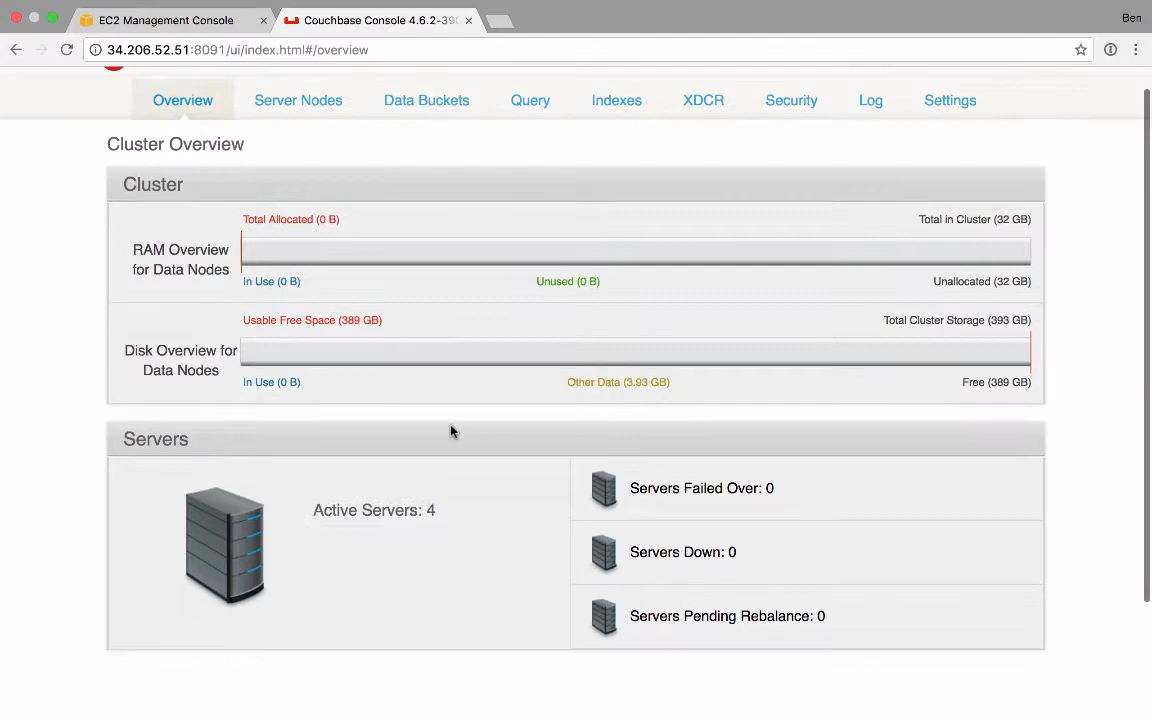 EC2 Management Console
Couchbase Console 4.6.2-390
Ben
34.206.52.51:8091/ui/index.html#/overview
Overview
Server Nodes
Data Buckets
Query
Indexes
XDCR
Security
Log
Settings
Cluster Overview
Cluster
Total Allocated (0 B)
Total in Cluster (32 GB)
RAM Overview
for Data Nodes
In Use (0 B)
Unused (0 B)
Unallocated (32 GB)
Usable Free Space (389 GB)
Total Cluster Storage (393 GB)
Disk Overview for
Data Nodes
In Use (0 B)
Other Data (3.93 GB)
Free (389 GB)
Servers
Active Servers: 4
Servers Failed Over: 0
Servers Down: 0
Servers Pending Rebalance: 0